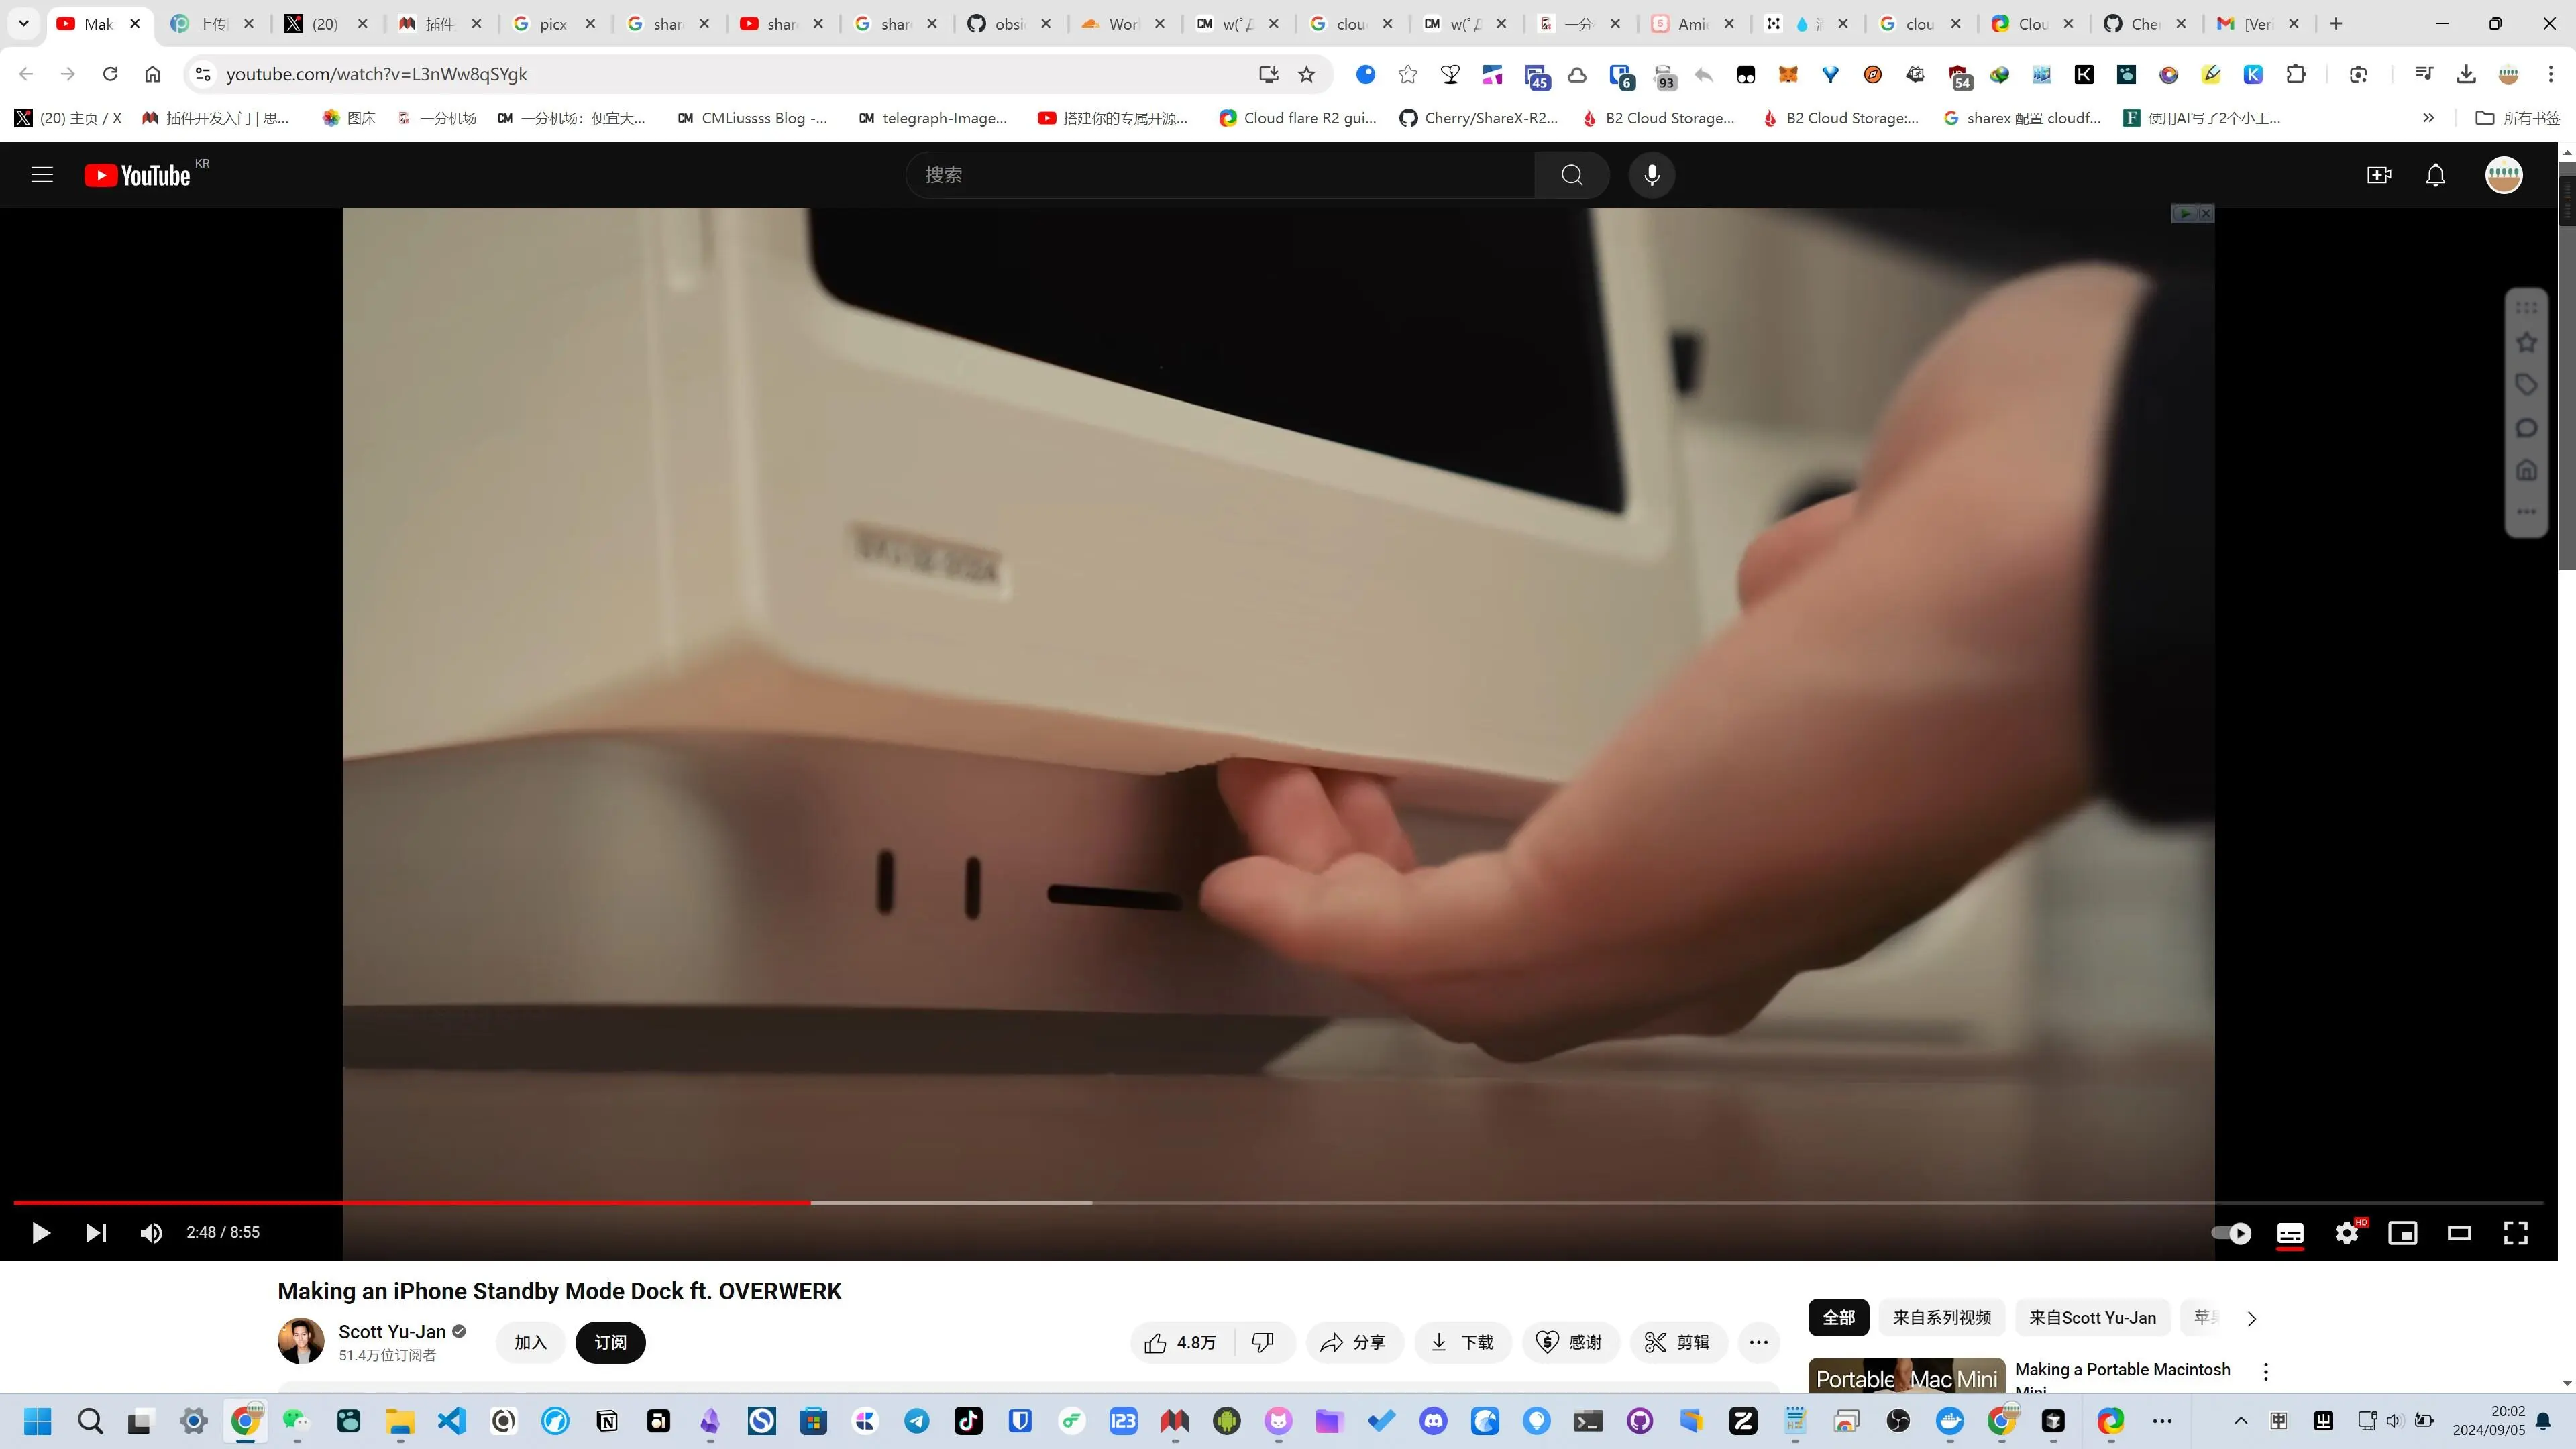 Mak
上传
(20)
插件
picx
shar
shar
shar
obsi
Wor
w(ﾟД
clou
w(ﾟД
一分
Ami
clou
Clou
Che
[Veri
youtube.com/watch?v=L3nWw8qSYgk
45
6
93
54
(20) 主页 / X
插件开发入门 | 思...
图床
一分机场
一分机场：便宜大...
CMLiussss Blog -...
telegraph-Image...
搭建你的专属开源...
Cloud flare R2 gui...
Cherry/ShareX-R2...
B2 Cloud Storage...
B2 Cloud Storage:...
sharex 配置 cloudf...
使用AI写了2个小工...
所有书签
YouTube KR
搜索
2:48 / 8:55
HD
Making an iPhone Standby Mode Dock ft. OVERWERK
Scott Yu-Jan
51.4万位订阅者
加入
订阅
4.8万
分享
下载
感谢
剪辑
全部
来自系列视频
来自Scott Yu-Jan
Portable Mac Mini
Making a Portable Macintosh
Mini
20:02
2024/09/05